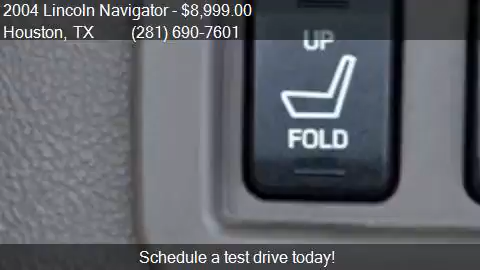 2004 Lincoln Navigator - $8,999.00
Houston, TX (281) 690-7601
UP
FOLD
Schedule a test drive today!